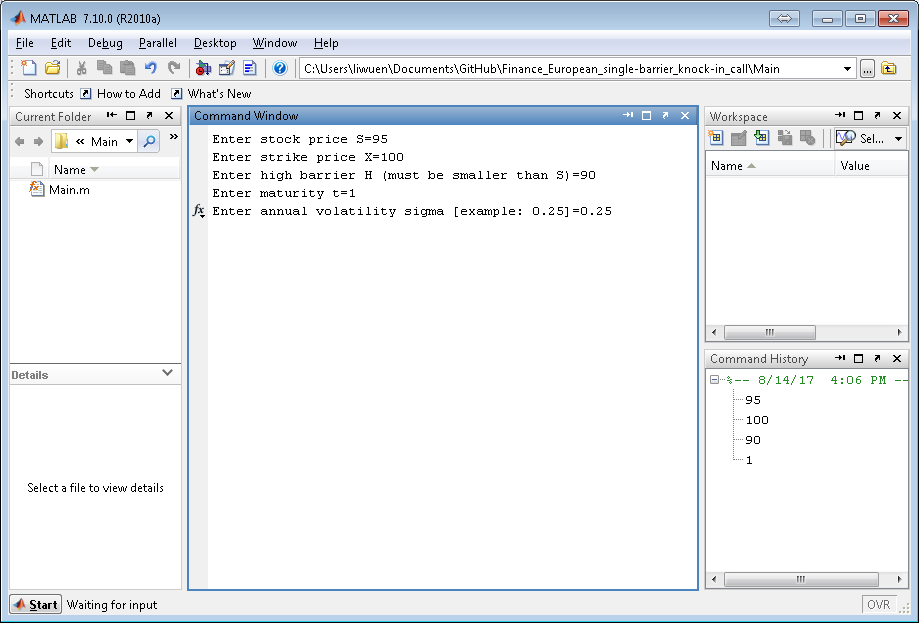 MATLAB 7.10.0 (R2010a)
File Edit Debug Parallel Desktop Window Help
C:\Users\liwuen\Documents\GitHub\Finance_European_single-barrier_knock-in_call\Main
Shortcuts How to Add What's New
Current Folder
« Main
»
Name
Main.m
Details
Select a file to view details
Command Window
Enter stock price S=95
Enter strike price X=100
Enter high barrier H (must be smaller than S)=90
Enter maturity t=1
fx Enter annual volatility sigma [example: 0.25]=0.25
Workspace
Sel...
Name Value
Command History
%-- 8/14/17 4:06 PM --
95
100
90
1
Start Waiting for input
OVR